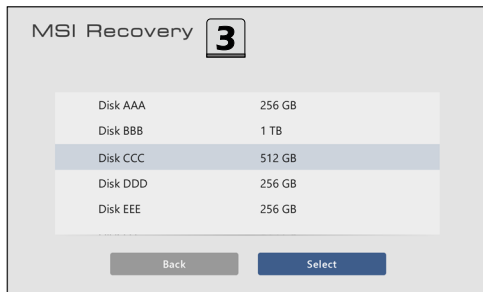 MSI Recovery 3
Disk AAA 256 GB
Disk BBB 1 TB
Disk CCC 512 GB
Disk DDD 256 GB
Disk EEE 256 GB
Back Select